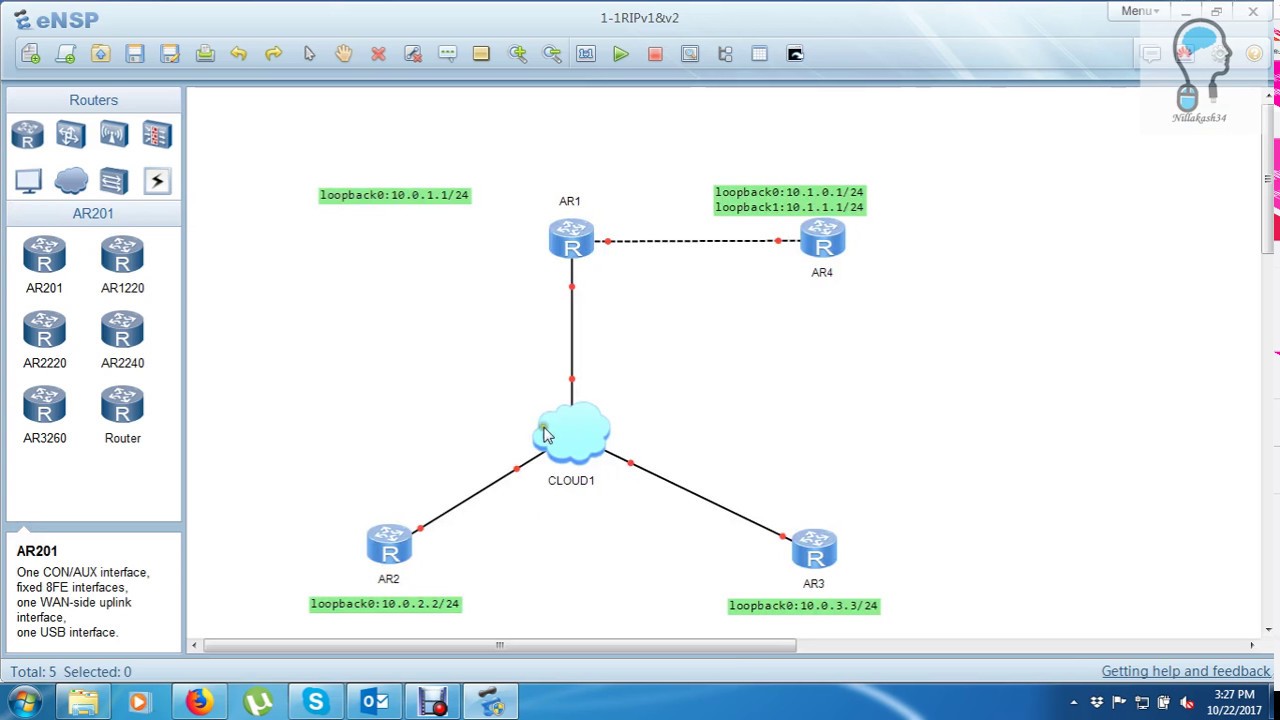 eNSP
1-1RIPv1&v2
Menu
Nillakash34
Routers
AR201
AR201
AR1220
AR2220
AR2240
AR3260
Router
AR201
One CON/AUX interface,
fixed 8FE interfaces,
one WAN-side uplink
interface,
one USB interface.
loopback0:10.0.1.1/24
AR1
R
loopback0:10.1.0.1/24
loopback1:10.1.1.1/24
R
AR4
CLOUD1
R
AR2
loopback0:10.0.2.2/24
R
AR3
loopback0:10.0.3.3/24
Total: 5 Selected: 0
Getting help and feedback
3:27 PM
10/22/2017